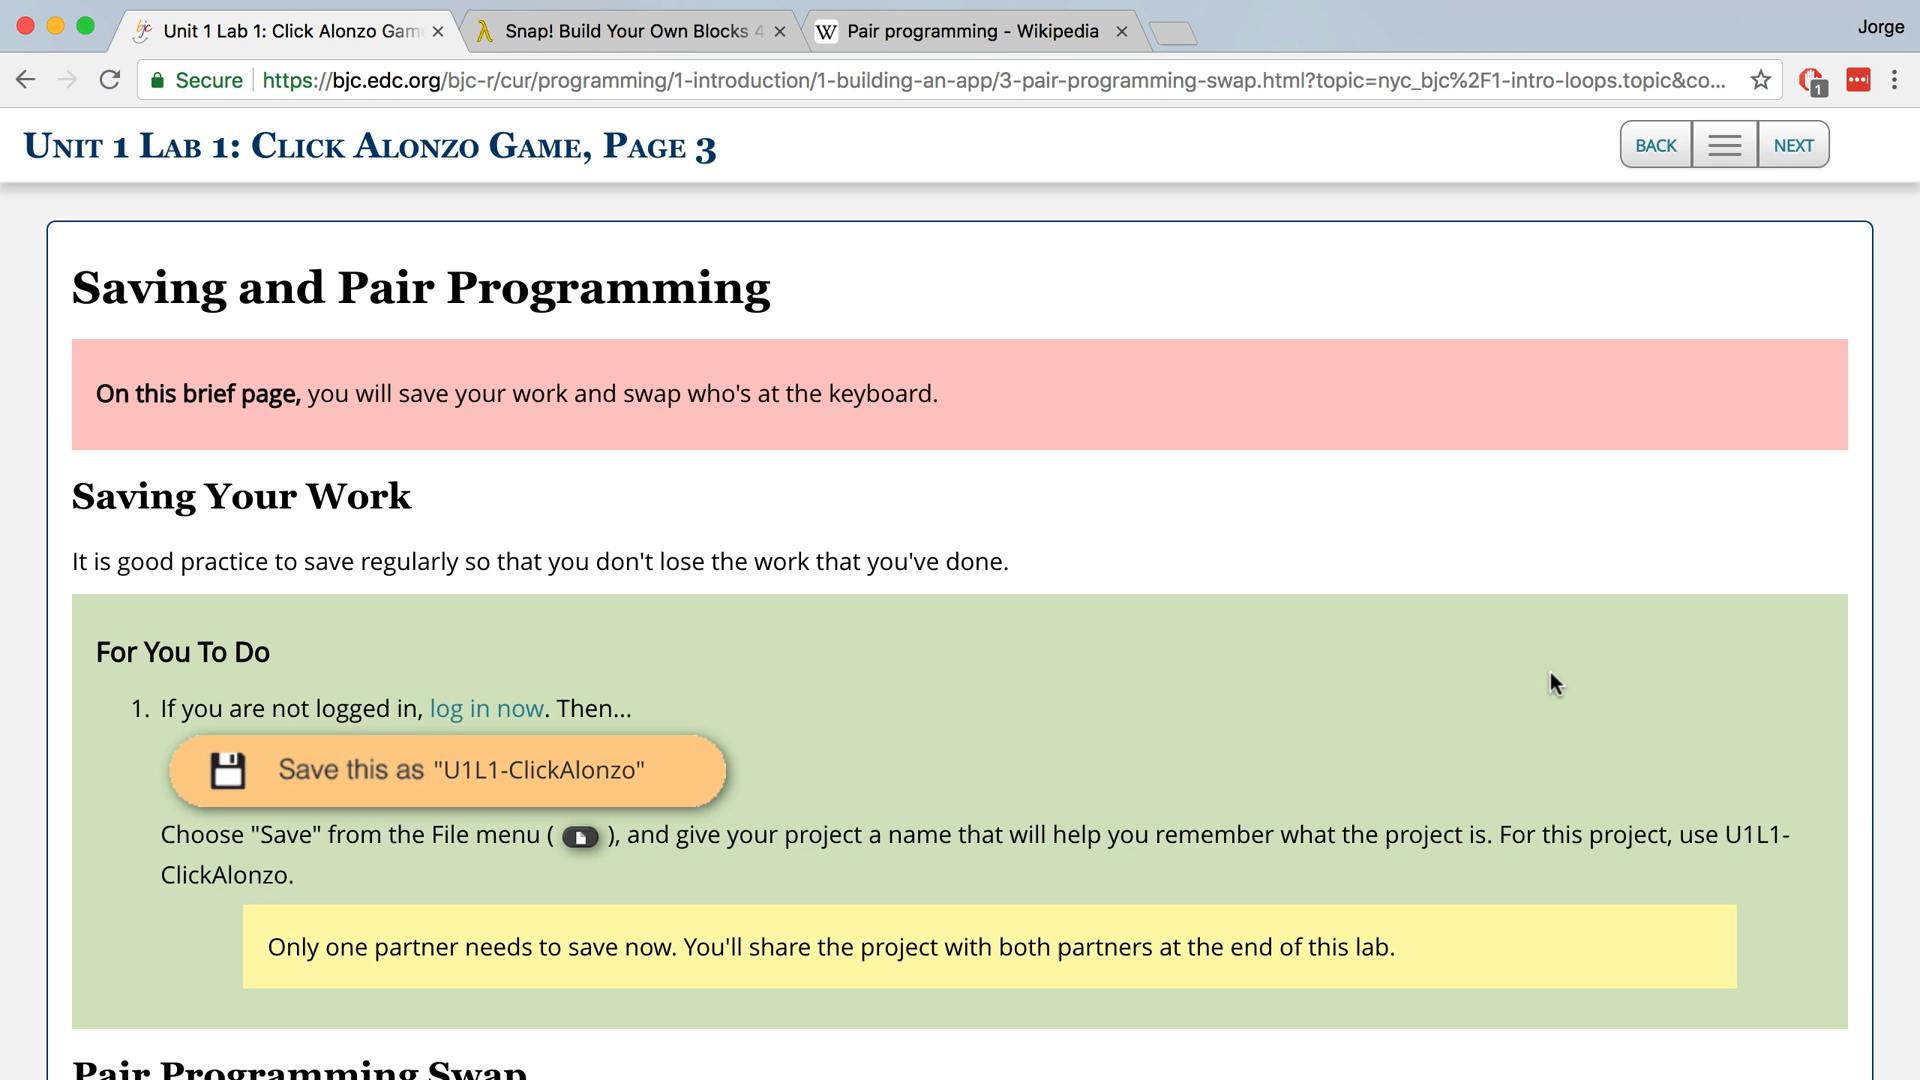 Unit 1 Lab 1: Click Alonzo Gam
Snap! Build Your Own Blocks 4
W Pair programming - Wikipedia
Jorge
Secure https://bjc.edc.org/bjc-r/cur/programming/1-introduction/1-building-an-app/3-pair-programming-swap.html?topic=nyc_bjc%2F1-intro-loops.topic&co...
1
Unit 1 Lab 1: Click Alonzo Game, Page 3
BACK
NEXT
Saving and Pair Programming
On this brief page, you will save your work and swap who's at the keyboard.
Saving Your Work
It is good practice to save regularly so that you don't lose the work that you've done.
For You To Do
1. If you are not logged in, log in now. Then...
Save this as "U1L1-ClickAlonzo"
Choose "Save" from the File menu ( ), and give your project a name that will help you remember what the project is. For this project, use U1L1-
ClickAlonzo.
Only one partner needs to save now. You'll share the project with both partners at the end of this lab.
Pair Programming Swap